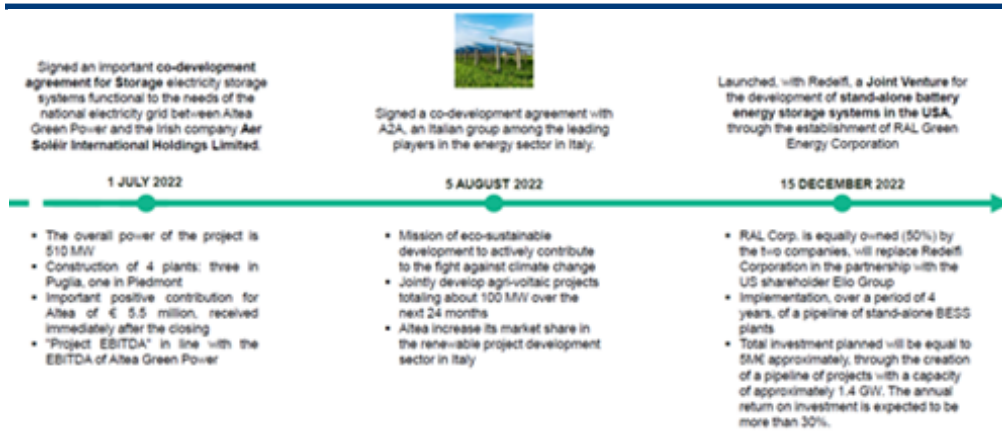 Signed an important co-development
agreement for Storage electricity storage
systems functional to the needs of the
national electricity grid between Altea
Green Power and the Irish company Aer
Soléir International Holdings Limited.
1 JULY 2022
• The overall power of the project is
510 MW
• Construction of 4 plants: three in
Puglia, one in Piedmont
• Important positive contribution for
Altea of € 5.5 million, received
immediately after the closing
• "Project EBITDA" in line with the
EBITDA of Altea Green Power
Signed a co-development agreement with
A2A, an Italian group among the leading
players in the energy sector in Italy.
5 AUGUST 2022
• Mission of eco-sustainable
development to actively contribute
to the fight against climate change
• Jointly develop agri-voltaic projects
totaling about 100 MW over the
next 24 months
• Altea increase its market share in
the renewable project development
sector in Italy
Launched, with Redelfi, a Joint Venture for
the development of stand-alone battery
energy storage systems in the USA,
through the establishment of RAL Green
Energy Corporation
15 DECEMBER 2022
• RAL Corp. is equally owned (50%) by
the two companies, will replace Redelfi
Corporation in the partnership with the
US shareholder Elio Group
• Implementation, over a period of 4
years, of a pipeline of stand-alone BESS
plants
• Total investment planned will be equal to
5M€ approximately, through the creation
of a pipeline of projects with a capacity
of approximately 1.4 GW. The annual
return on investment is expected to be
more than 30%.